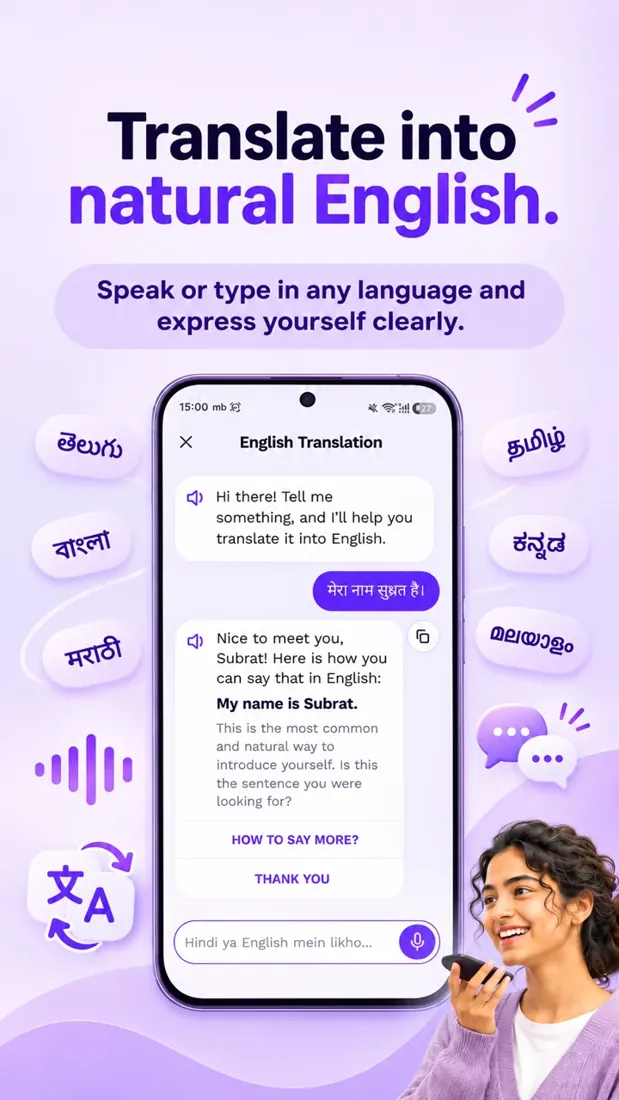 Translate into
natural English.
Speak or type in any language and
express yourself clearly.
15:00 mb
27
English Translation
Hi there! Tell me
something, and I'll help you
translate it into English.
मेरा नाम सुब्रत है।
Nice to meet you,
Subrat! Here is how you
can say that in English:
My name is Subrat.
This is the most common
and natural way to
introduce yourself. Is this
the sentence you were
looking for?
HOW TO SAY MORE?
THANK YOU
Hindi ya English mein likho...
తెలుగు
বাংলা
मराठी
தமிழ்
ಕನ್ನಡ
മലയാളം
文A